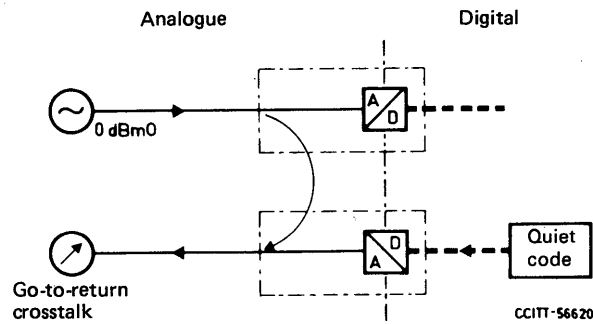 Analogue
Digital
A
D
0 dBm0
D
A
Quiet
code
Go-to-return
crosstalk
CCITT-56620